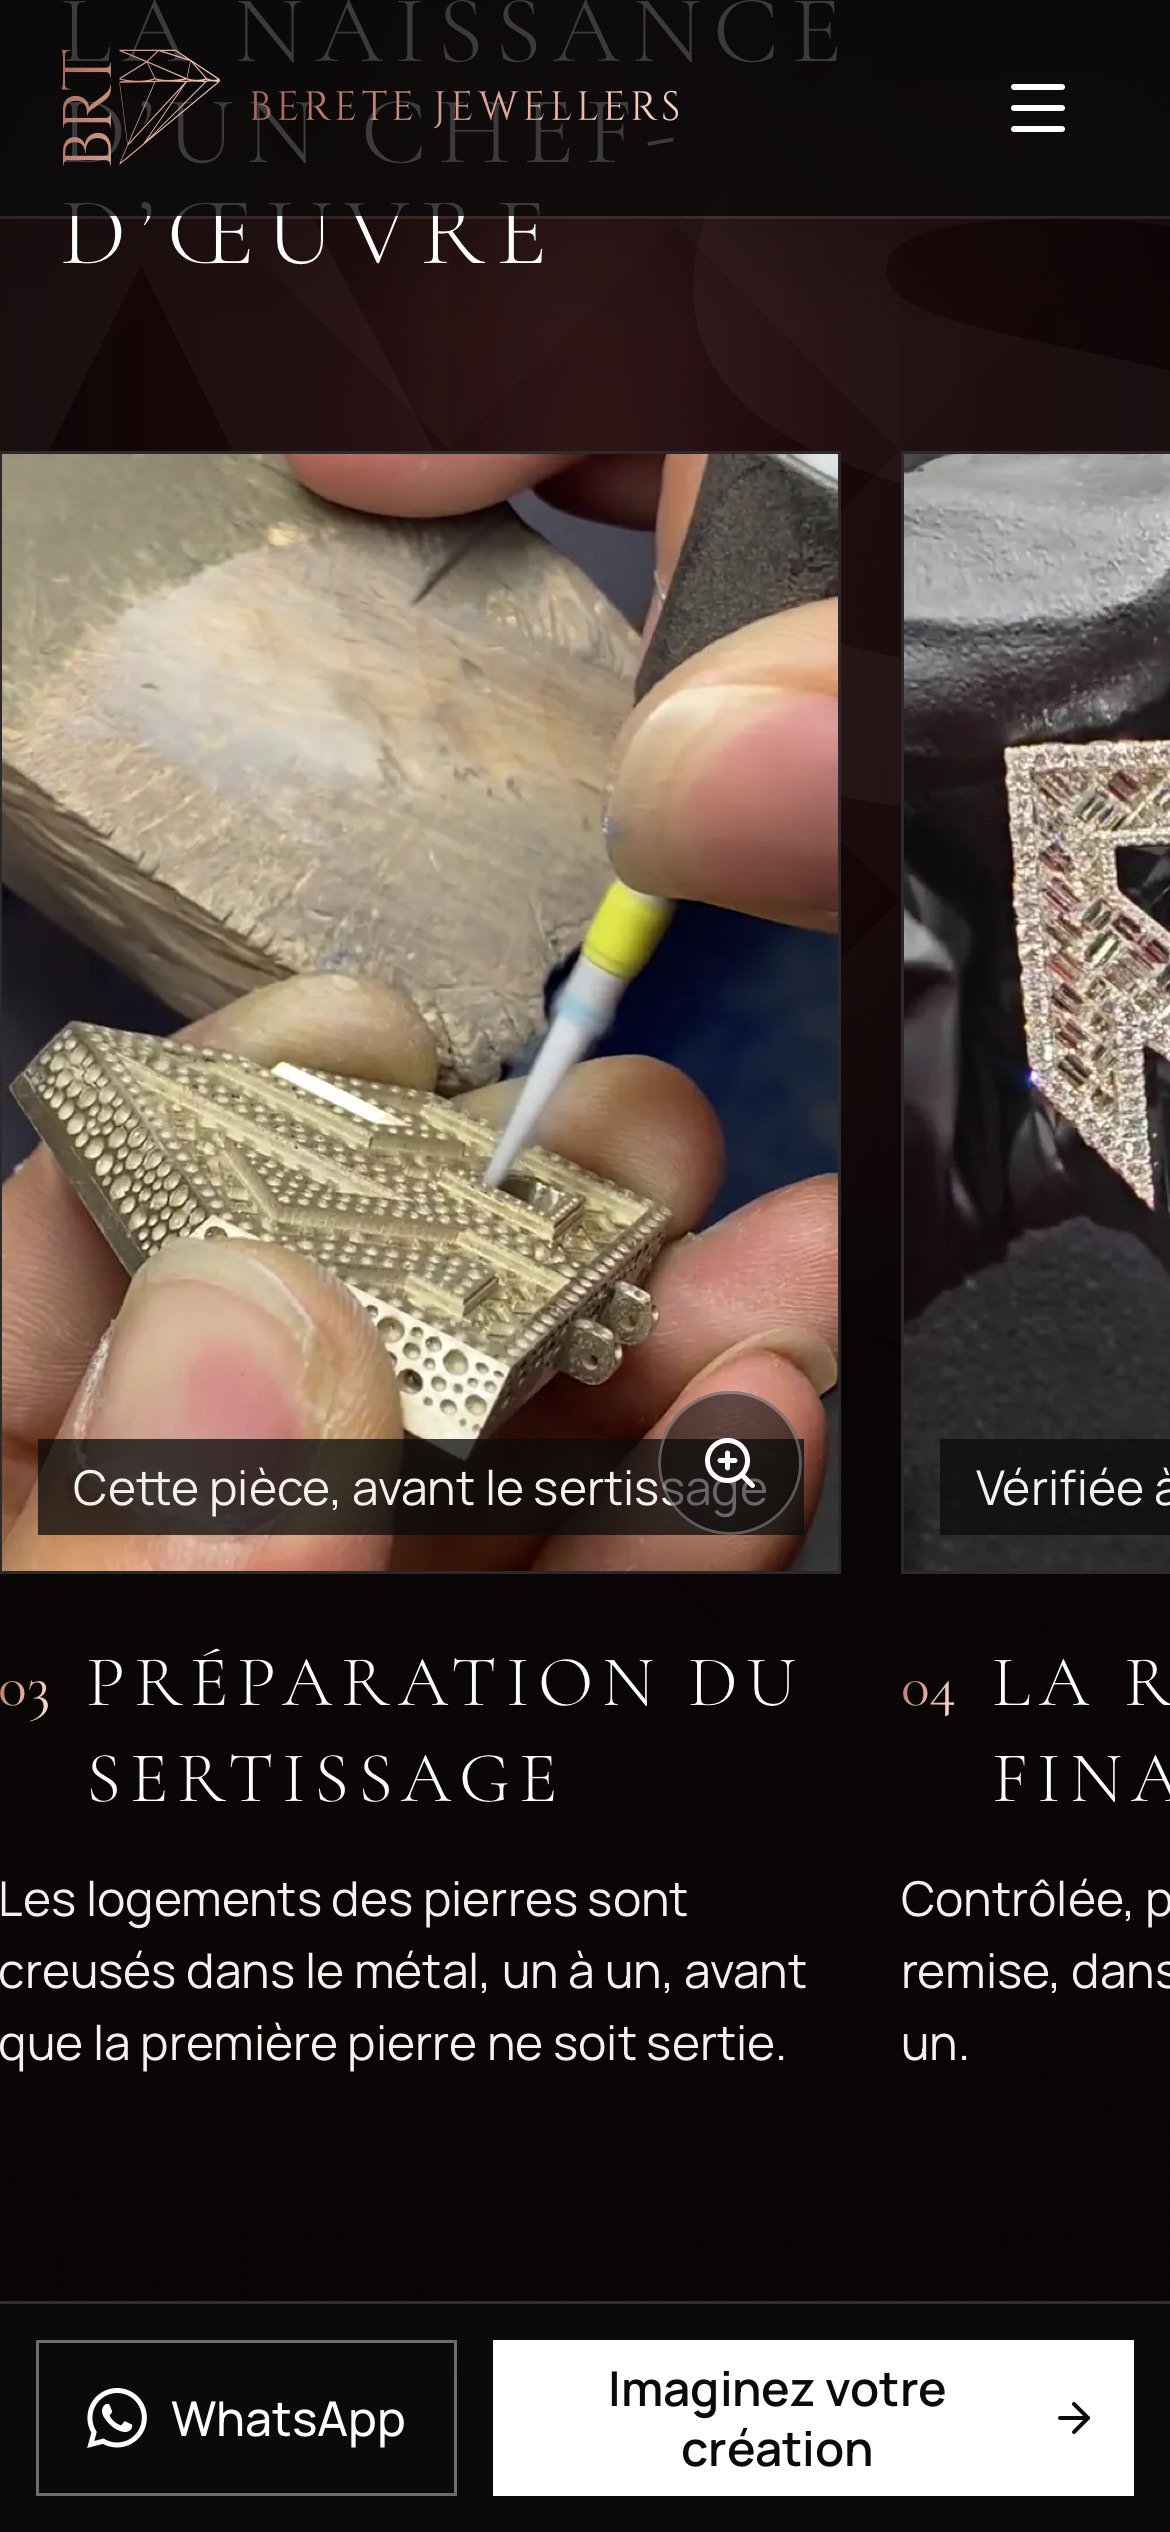 LA NAISSANCE
D'UN CHEF-
D'ŒUVRE
BRT
BERETE JEWELLERS
Cette pièce, avant le sertissage
Vérifiée à
03 PRÉPARATION DU
SERTISSAGE
Les logements des pierres sont
creusés dans le métal, un à un, avant
que la première pierre ne soit sertie.
04 LA R
FINA
Contrôlée, p
remise, dans
un.
WhatsApp
Imaginez votre
création